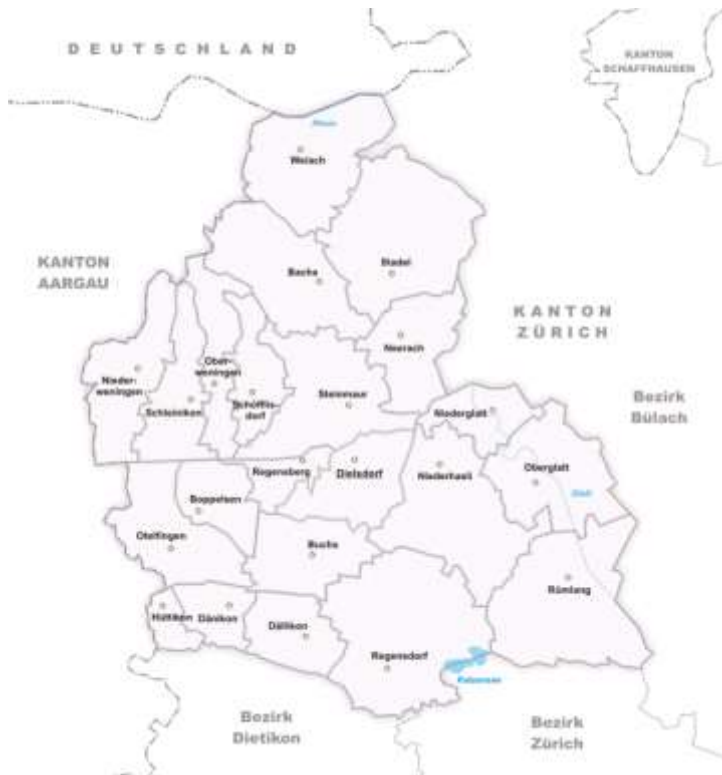 DEUTSCHLAND
KANTON
SCHAFFHAUSEN
Rhein
Weiach
KANTON
AARGAU
Bachs
Stadel
KANTON
ZÜRICH
Neerach
Nieder-
weningen
Ober-
weningen
Schleinikon
Schöfflis-
dorf
Steinmaur
Bezirk
Bülach
Niederglatt
Regensberg
Dielsdorf
Niederhasli
Oberglatt
Glatt
Boppelsen
Otelfingen
Buchs
Rümlang
Hüttikon
Dänikon
Dällikon
Regensdorf
Katzensee
Bezirk
Dietikon
Bezirk
Zürich